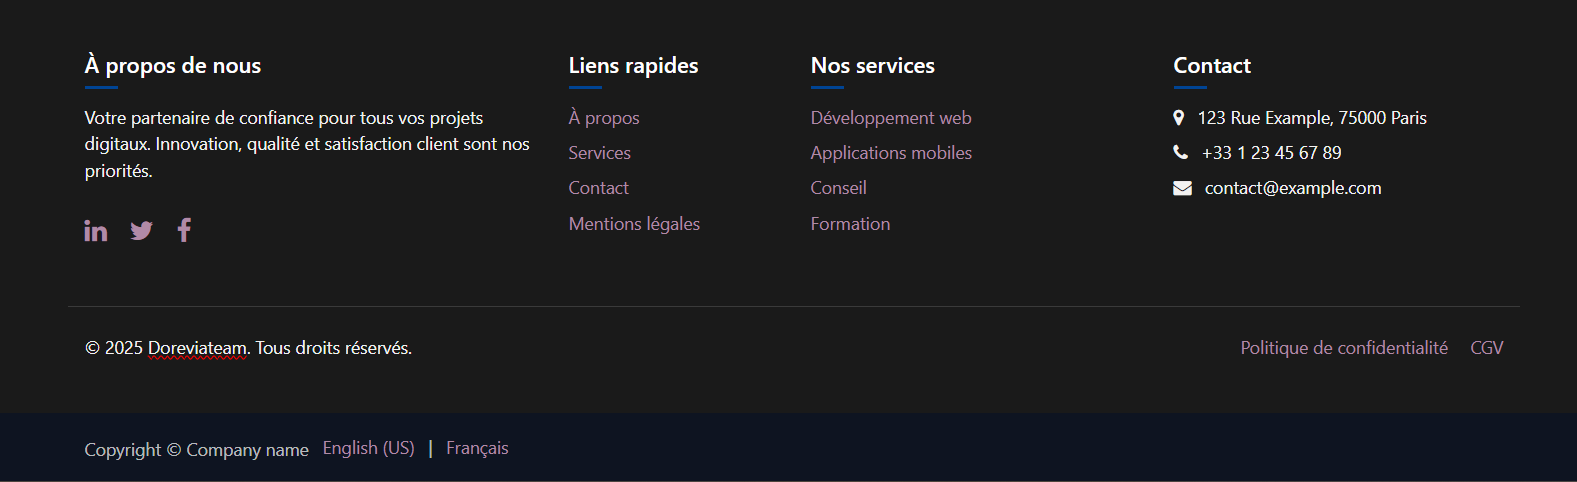 À propos de nous
Votre partenaire de confiance pour tous vos projets
digitaux. Innovation, qualité et satisfaction client sont nos
priorités.
Liens rapides
À propos
Services
Contact
Mentions légales
Nos services
Développement web
Applications mobiles
Conseil
Formation
Contact
123 Rue Example, 75000 Paris
+33 1 23 45 67 89
contact@example.com
© 2025 Doreviateam. Tous droits réservés.
Politique de confidentialité CGV
Copyright © Company name English (US) | Français